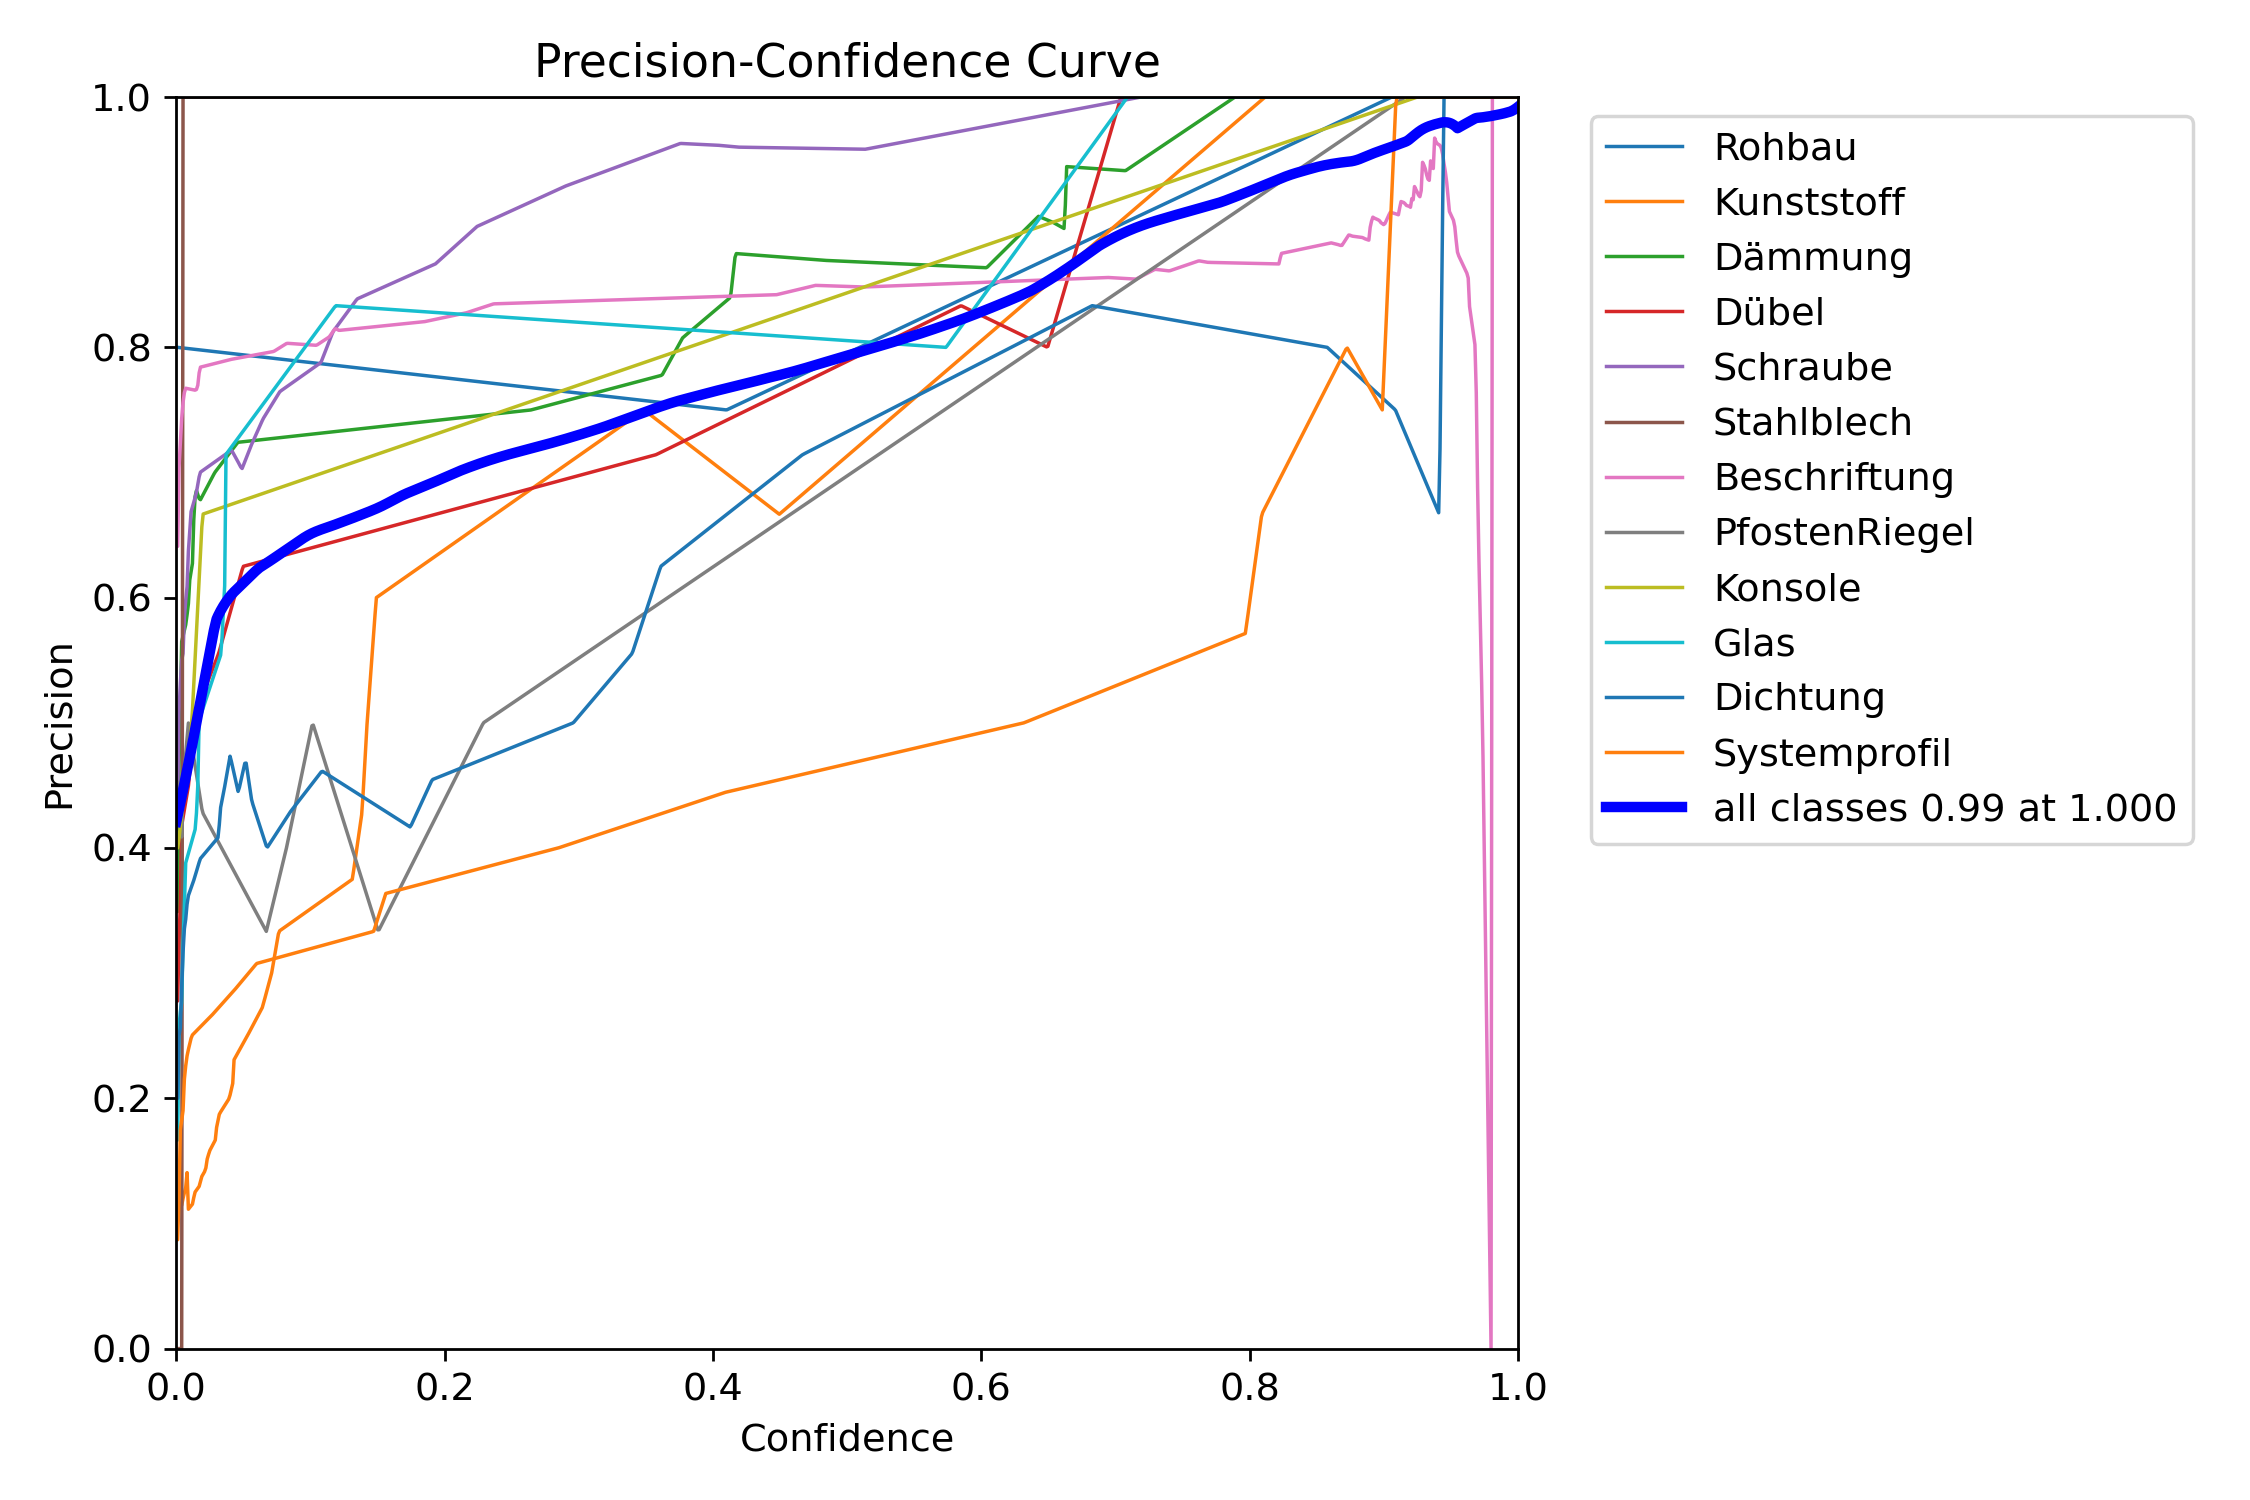 Precision-Confidence Curve
1.0
0.8
0.6
0.4
0.2
0.0
Precision
0.0 0.2 0.4 0.6 0.8 1.0
Confidence
Rohbau
Kunststoff
Dämmung
Dübel
Schraube
Stahlblech
Beschriftung
PfostenRiegel
Konsole
Glas
Dichtung
Systemprofil
all classes 0.99 at 1.000